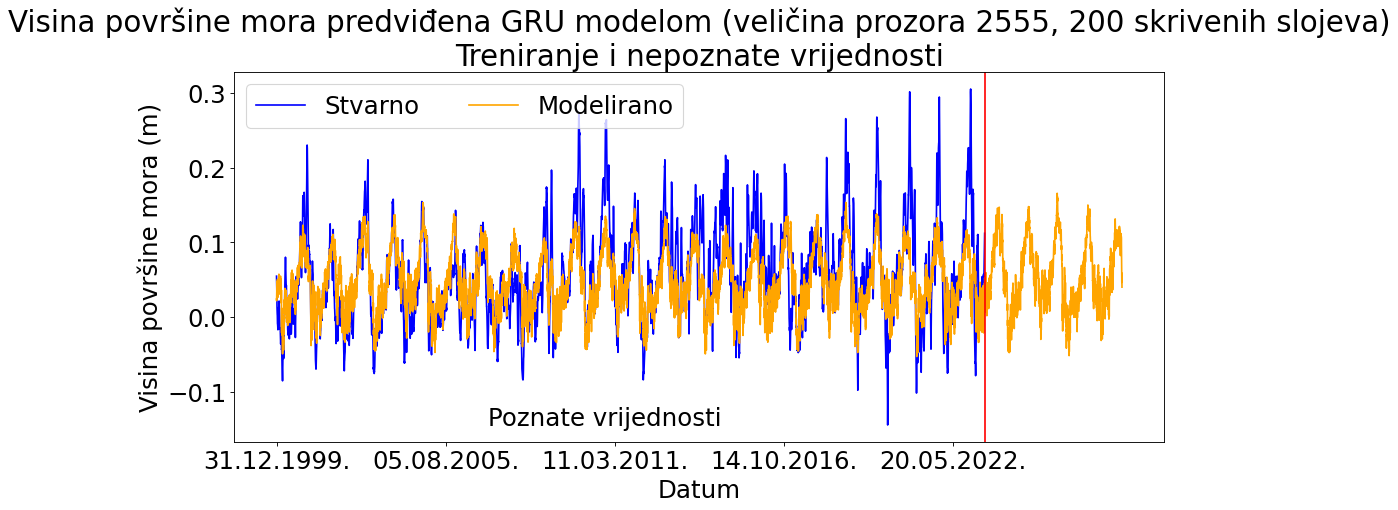 Visina površine mora predviđena GRU modelom (veličina prozora 2555, 200 skrivenih slojeva)
Treniranje i nepoznate vrijednosti
Stvarno
Modelirano
Visina površine mora (m)
0.3
0.2
0.1
0.0
−0.1
Poznate vrijednosti
31.12.1999.
05.08.2005.
11.03.2011.
14.10.2016.
20.05.2022.
Datum